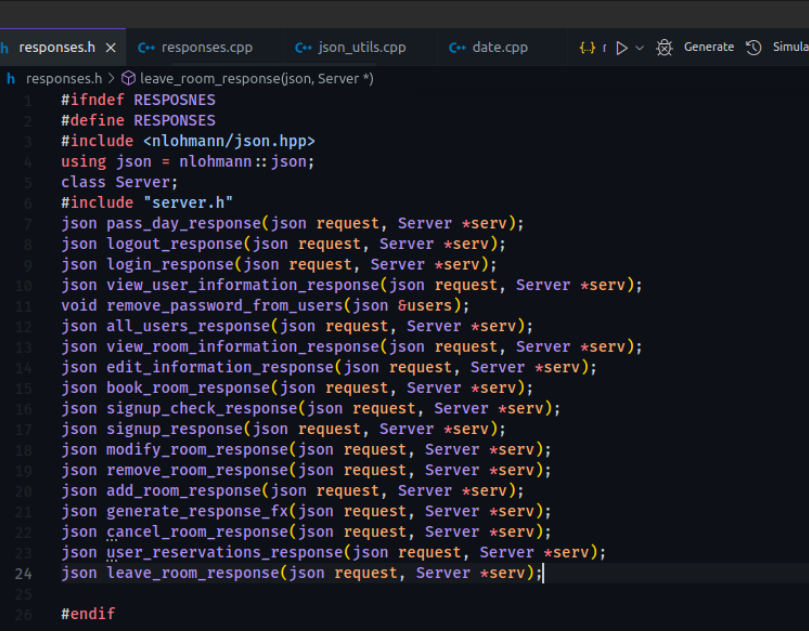 responses.h
responses.cpp
json_utils.cpp
date.cpp
Generate
Simula
h responses.h > leave_room_response(json, Server *)
1 #ifndef RESPOSNES
2 #define RESPONSES
3 #include <nlohmann/json.hpp>
4 using json = nlohmann::json;
5 class Server;
6 #include "server.h"
7 json pass_day_response(json request, Server *serv);
8 json logout_response(json request, Server *serv);
9 json login_response(json request, Server *serv);
10 json view_user_information_response(json request, Server *serv);
11 void remove_password_from_users(json &users);
12 json all_users_response(json request, Server *serv);
13 json view_room_information_response(json request, Server *serv);
14 json edit_information_response(json request, Server *serv);
15 json book_room_response(json request, Server *serv);
16 json signup_check_response(json request, Server *serv);
17 json signup_response(json request, Server *serv);
18 json modify_room_response(json request, Server *serv);
19 json remove_room_response(json request, Server *serv);
20 json add_room_response(json request, Server *serv);
21 json generate_response_fx(json request, Server *serv);
22 json cancel_room_response(json request, Server *serv);
23 json user_reservations_response(json request, Server *serv);
24 json leave_room_response(json request, Server *serv);
25
26 #endif